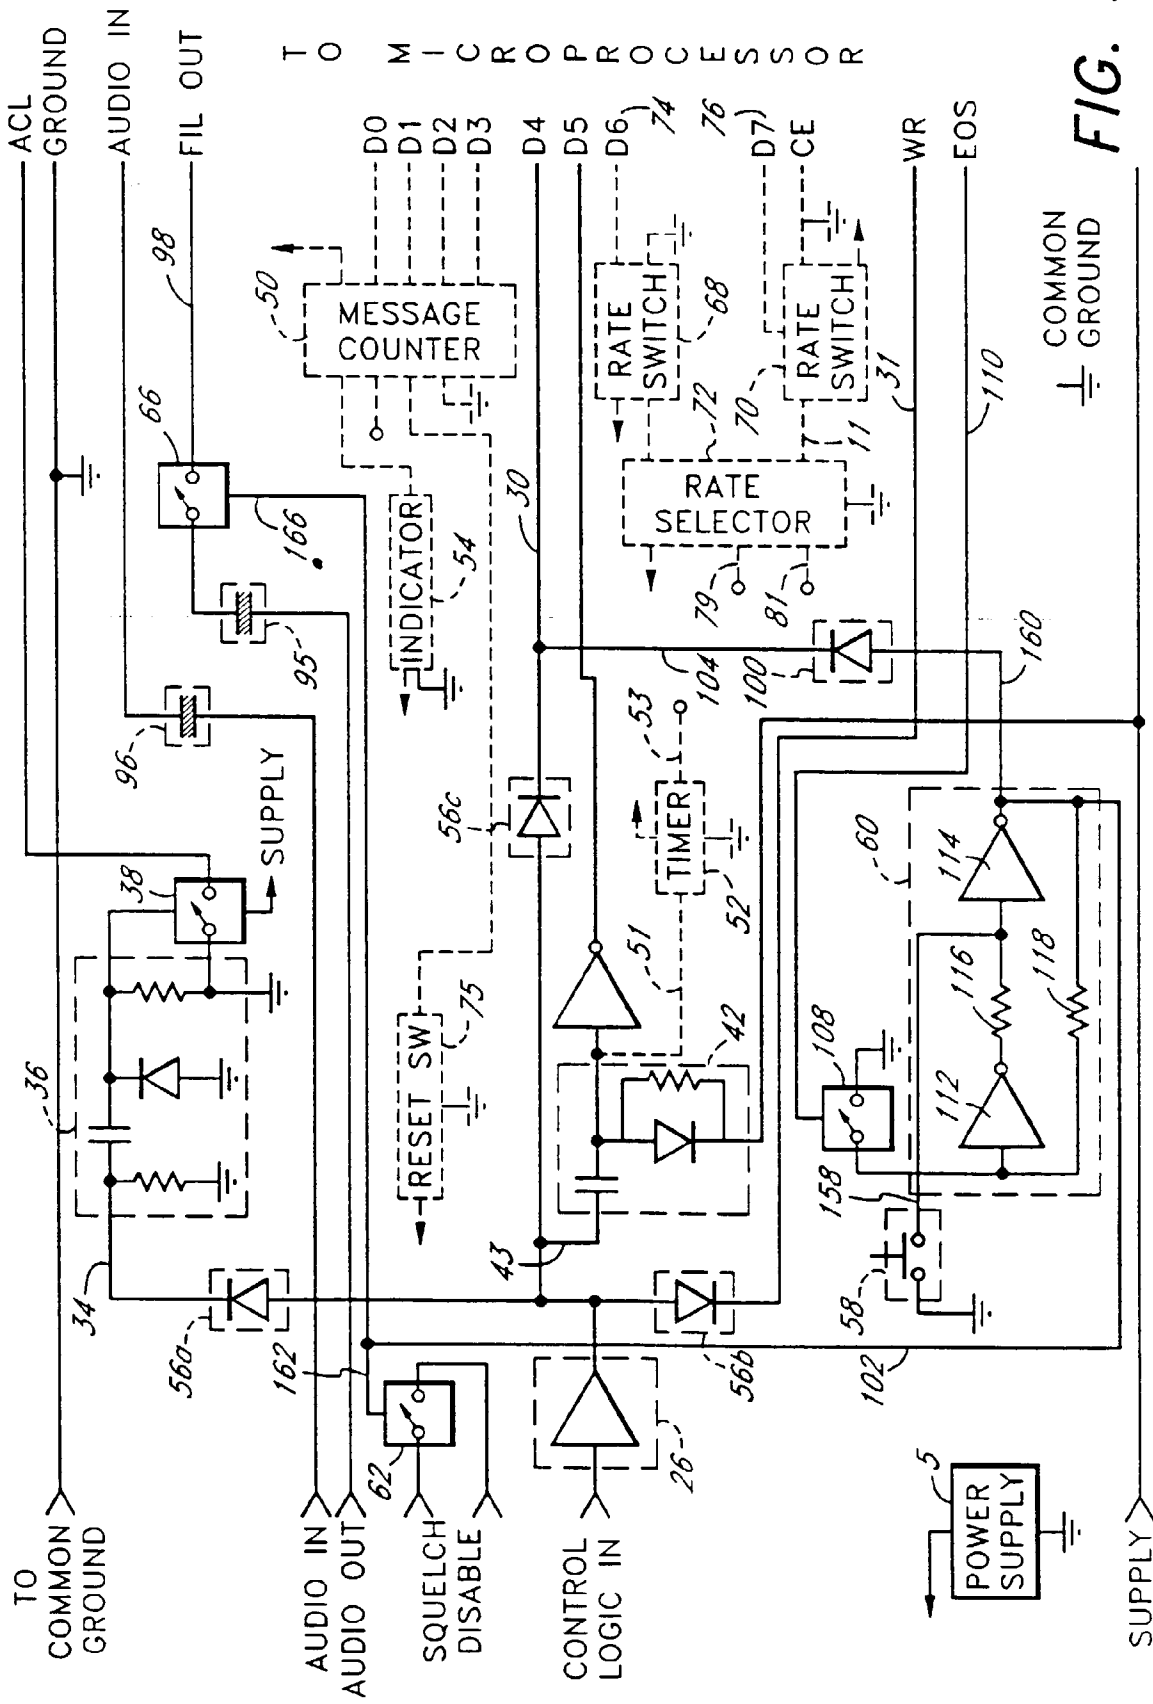 TO
COMMON
GROUND
AUDIO IN
AUDIO OUT
SQUELCH
DISABLE
CONTROL
LOGIC IN
SUPPLY
5
POWER
SUPPLY
ACL
GROUND
AUDIO IN
FIL OUT
98
TO MICROPROCESSOR
D0
D1
D2
D3
D4
D5
D6
74
76
D7
CE
WR
EOS
34
36
38
SUPPLY
56a
162
62
96
95
66
166
50
MESSAGE
COUNTER
INDICATOR
54
RESET SW
75
56c
30
43
42
51
TIMER
52
53
26
56b
102
RATE
SWITCH
68
RATE
SELECTOR
72
70
RATE
SWITCH
11
79
81
104
100
31
110
160
58
158
108
60
112
114
116
118
COMMON
GROUND
FIG.